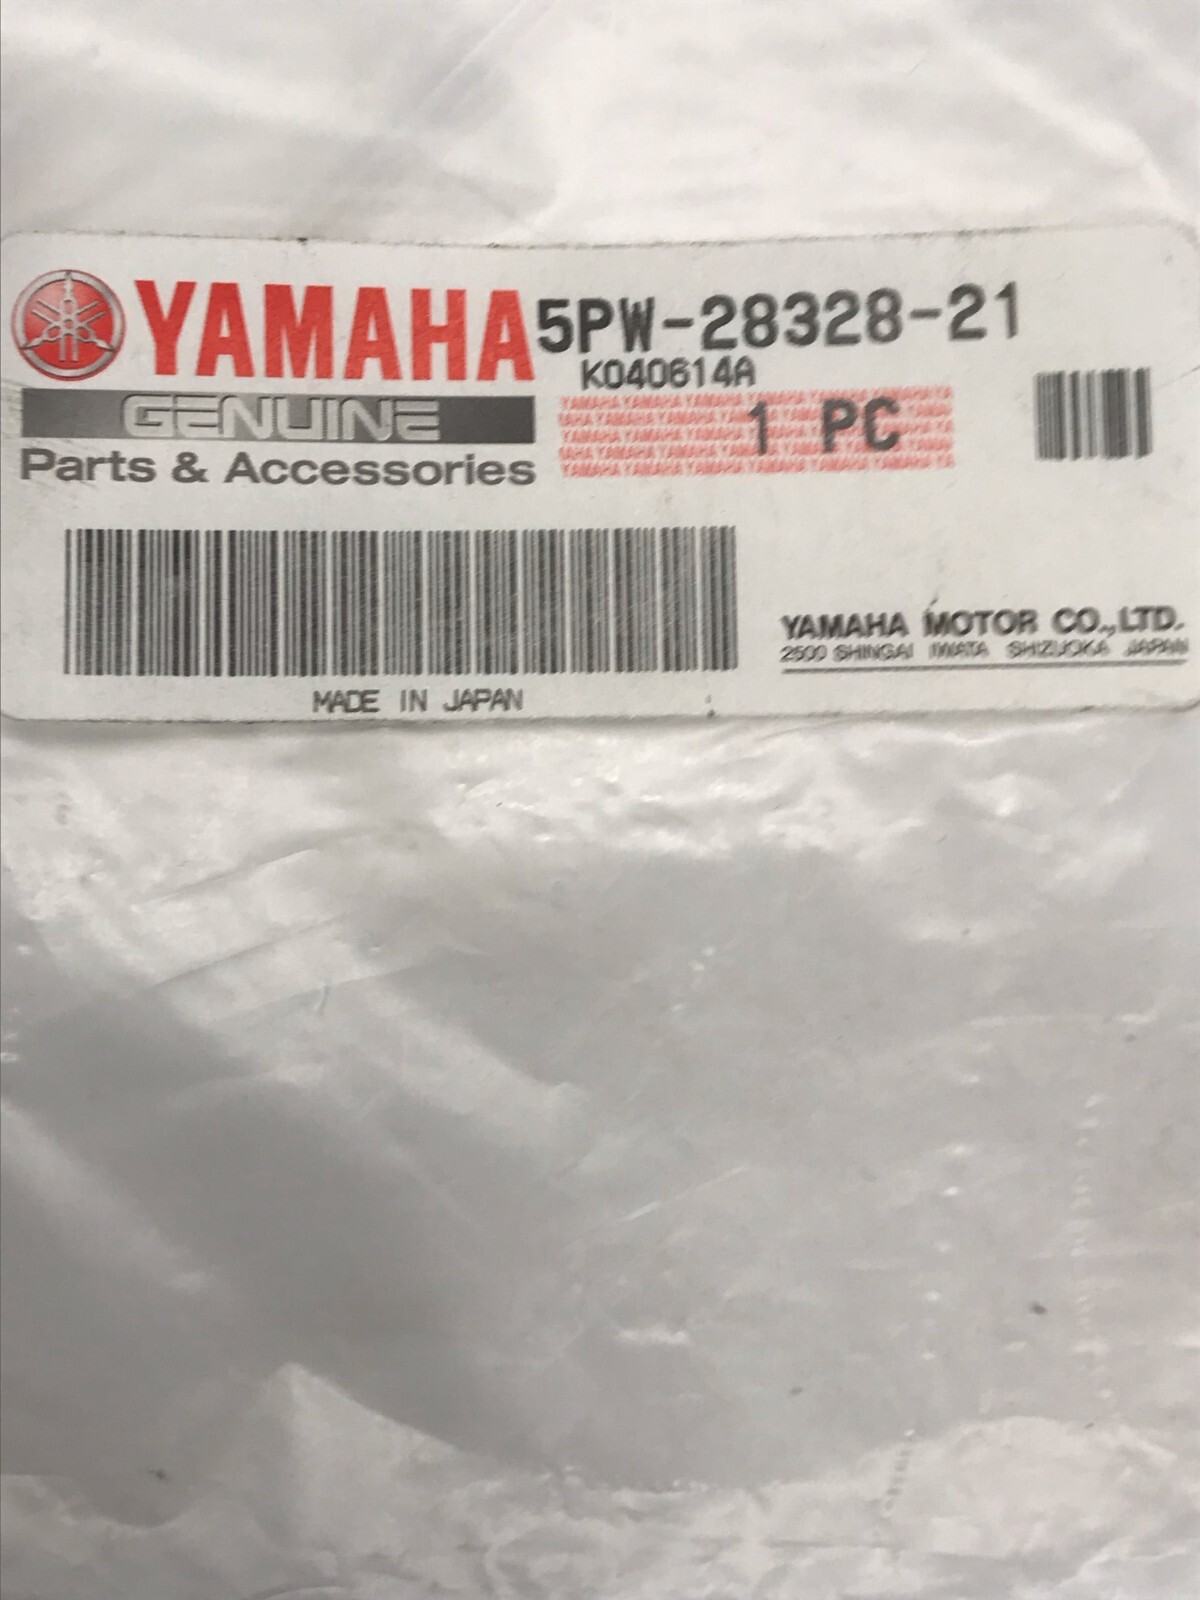 YAMAHA 5PW-28328-21
K040614A
GENUINE
1 PC
Parts & Accessories
YAMAHA MOTOR CO.,LTD.
2500 SHINGAI IWATA SHIZUOKA JAPAN
MADE IN JAPAN